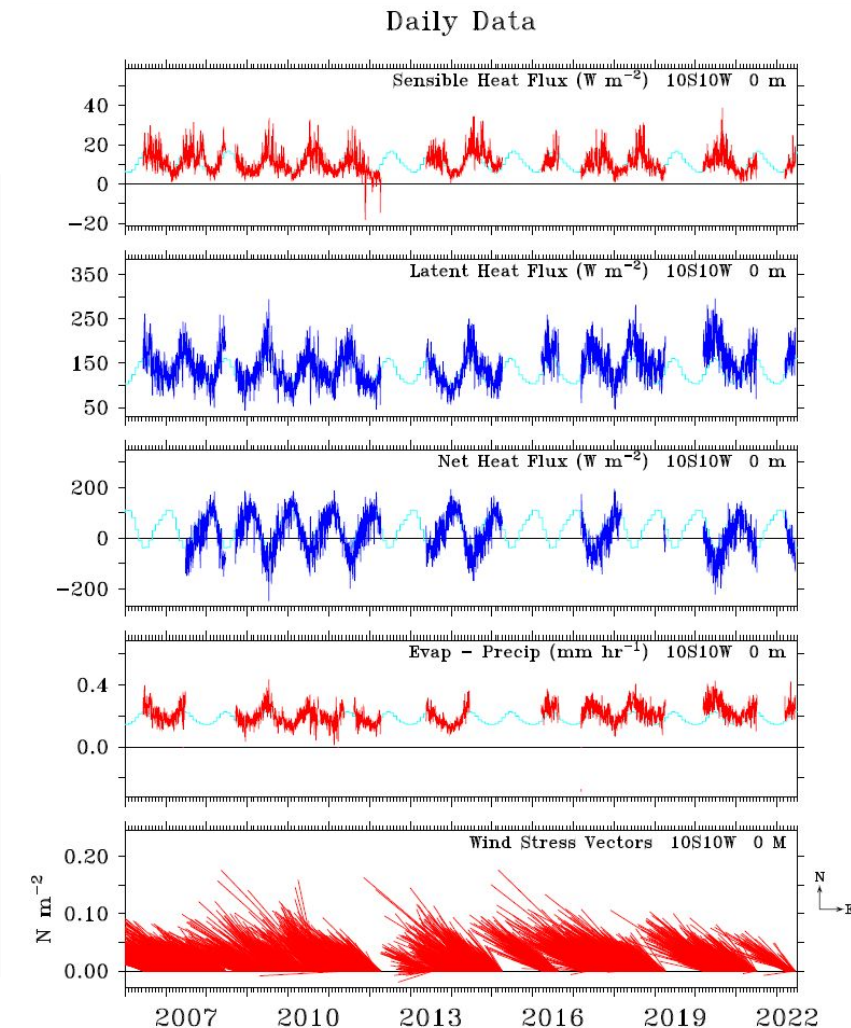 Daily Data
Sensible Heat Flux (W m⁻²) 10S10W 0 m
40
20
0
−20
Latent Heat Flux (W m⁻²) 10S10W 0 m
350
250
150
50
Net Heat Flux (W m⁻²) 10S10W 0 m
200
0
−200
Evap − Precip (mm hr⁻¹) 10S10W 0 m
0.4
0.0
Wind Stress Vectors 10S10W 0 M
0.20
0.10
0.00
N m⁻²
N
E
2007 2010 2013 2016 2019 2022